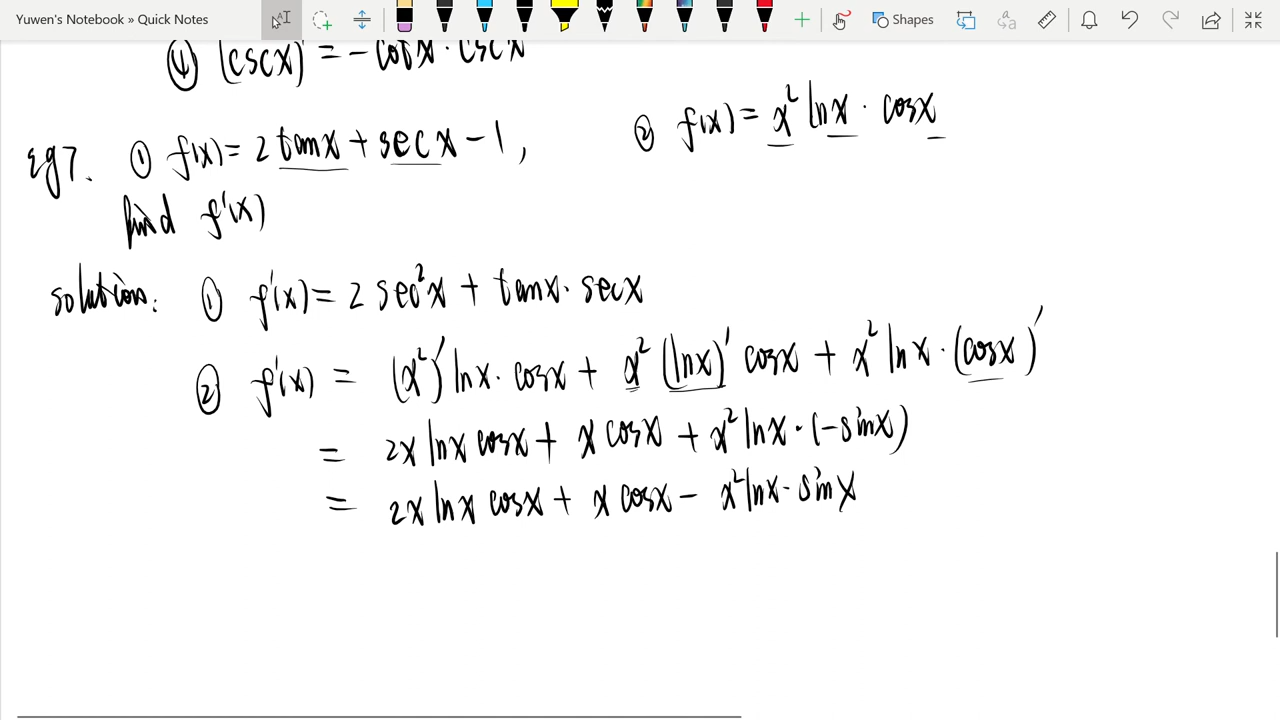 Yuwen's Notebook » Quick Notes
Shapes
④ (cscx)' = -cotx·cscx
eg7. ① f(x)= 2tanx + secx -1, ② f(x)= x² lnx · cosx
find f'(x)
solution: ① f'(x)= 2 sec²x + tanx· secx
② f'(x) = (x²)' lnx· cosx + x² (lnx)' cosx + x² lnx·(cosx)'
= 2x lnx cosx + x cosx + x² lnx·(-sinx)
= 2x lnx cosx + x cosx - x² lnx· sinx